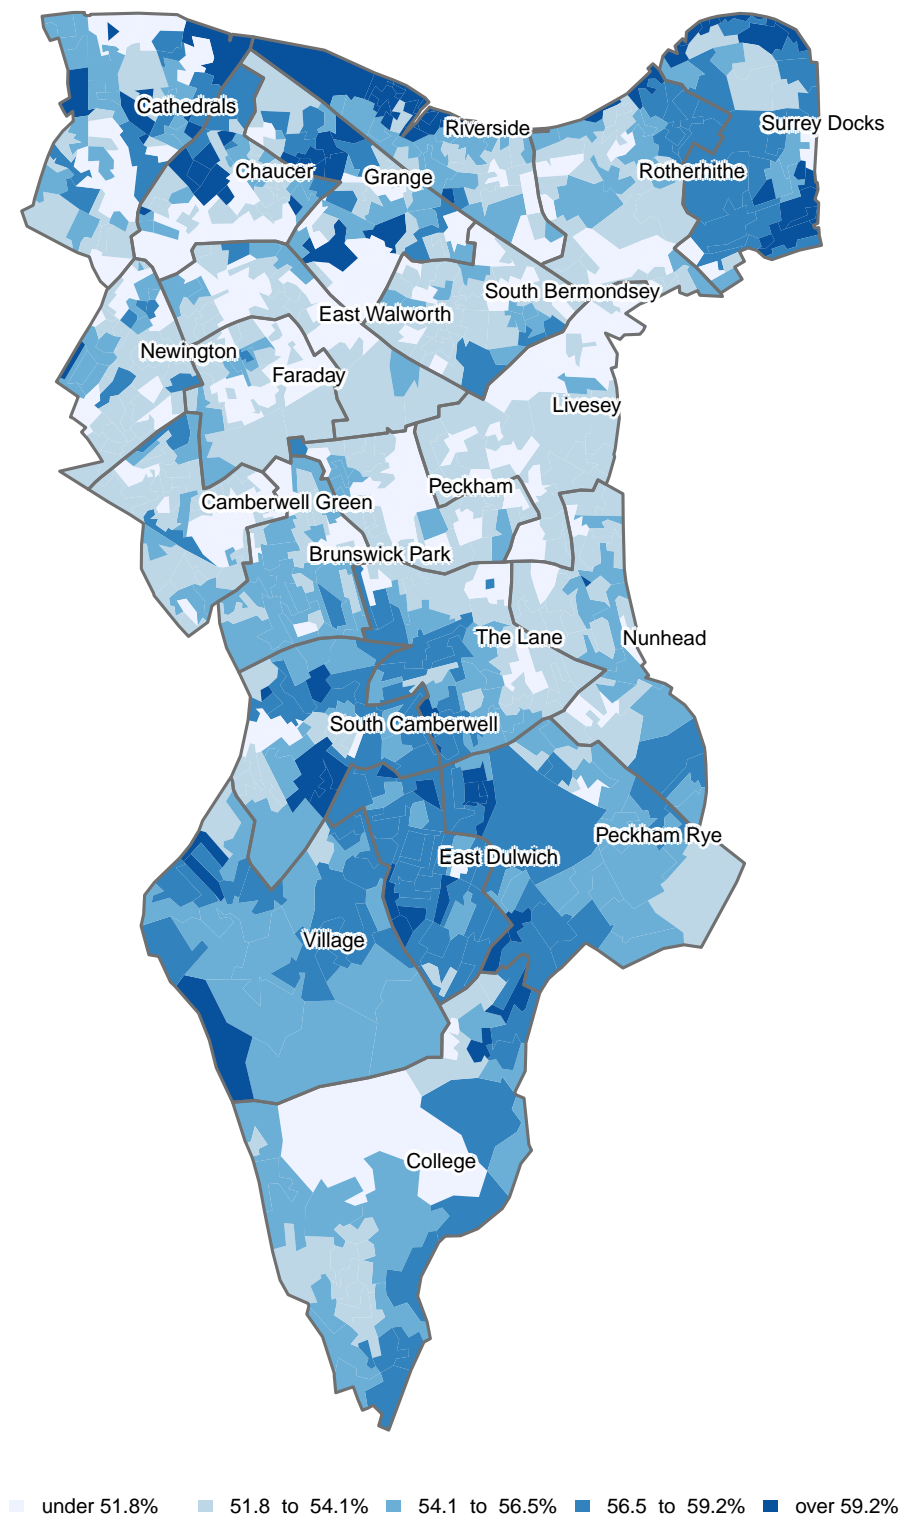 Cathedrals
Riverside
Surrey Docks
Chaucer
Grange
Rotherhithe
South Bermondsey
East Walworth
Newington
Faraday
Livesey
Peckham
Camberwell Green
Brunswick Park
The Lane
Nunhead
South Camberwell
Peckham Rye
East Dulwich
Village
College
under 51.8% 51.8 to 54.1% 54.1 to 56.5% 56.5 to 59.2% over 59.2%